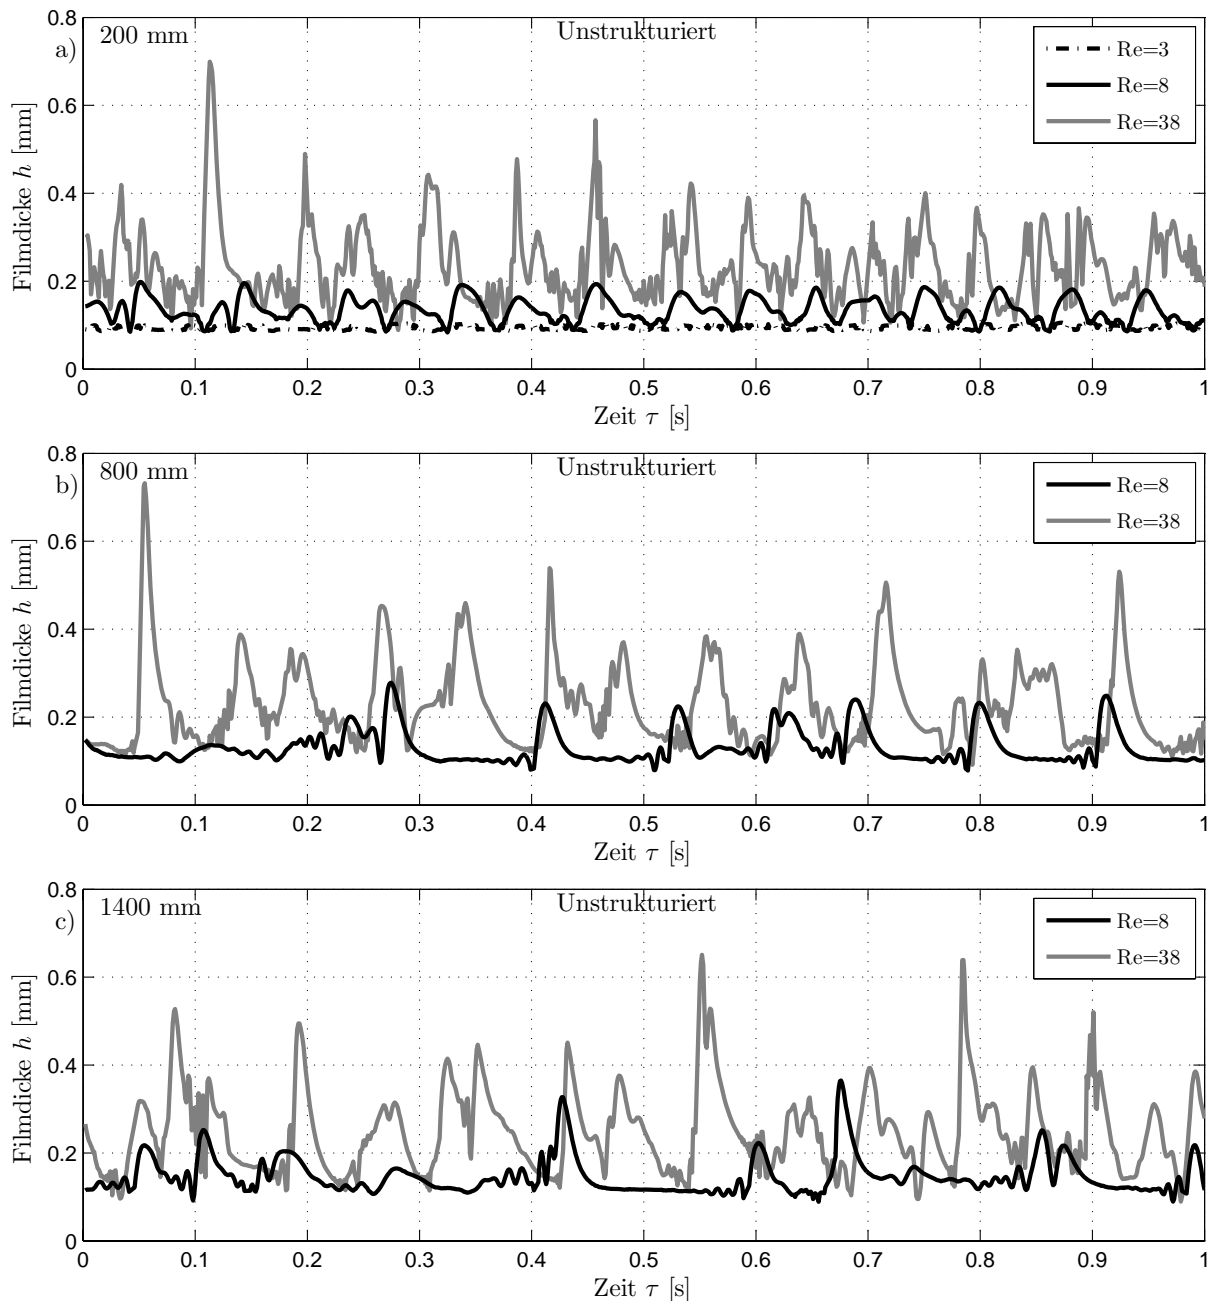 0.8
200 mm
Unstrukturiert
a)
Re=3
Re=8
Re=38
0.6
0.4
0.2
0
Filmdicke h [mm]
0 0.1 0.2 0.3 0.4 0.5 0.6 0.7 0.8 0.9 1
Zeit τ [s]
0.8
800 mm
Unstrukturiert
b)
Re=8
Re=38
0.6
0.4
0.2
0
Filmdicke h [mm]
0 0.1 0.2 0.3 0.4 0.5 0.6 0.7 0.8 0.9 1
Zeit τ [s]
0.8
1400 mm
Unstrukturiert
c)
Re=8
Re=38
0.6
0.4
0.2
0
Filmdicke h [mm]
0 0.1 0.2 0.3 0.4 0.5 0.6 0.7 0.8 0.9 1
Zeit τ [s]